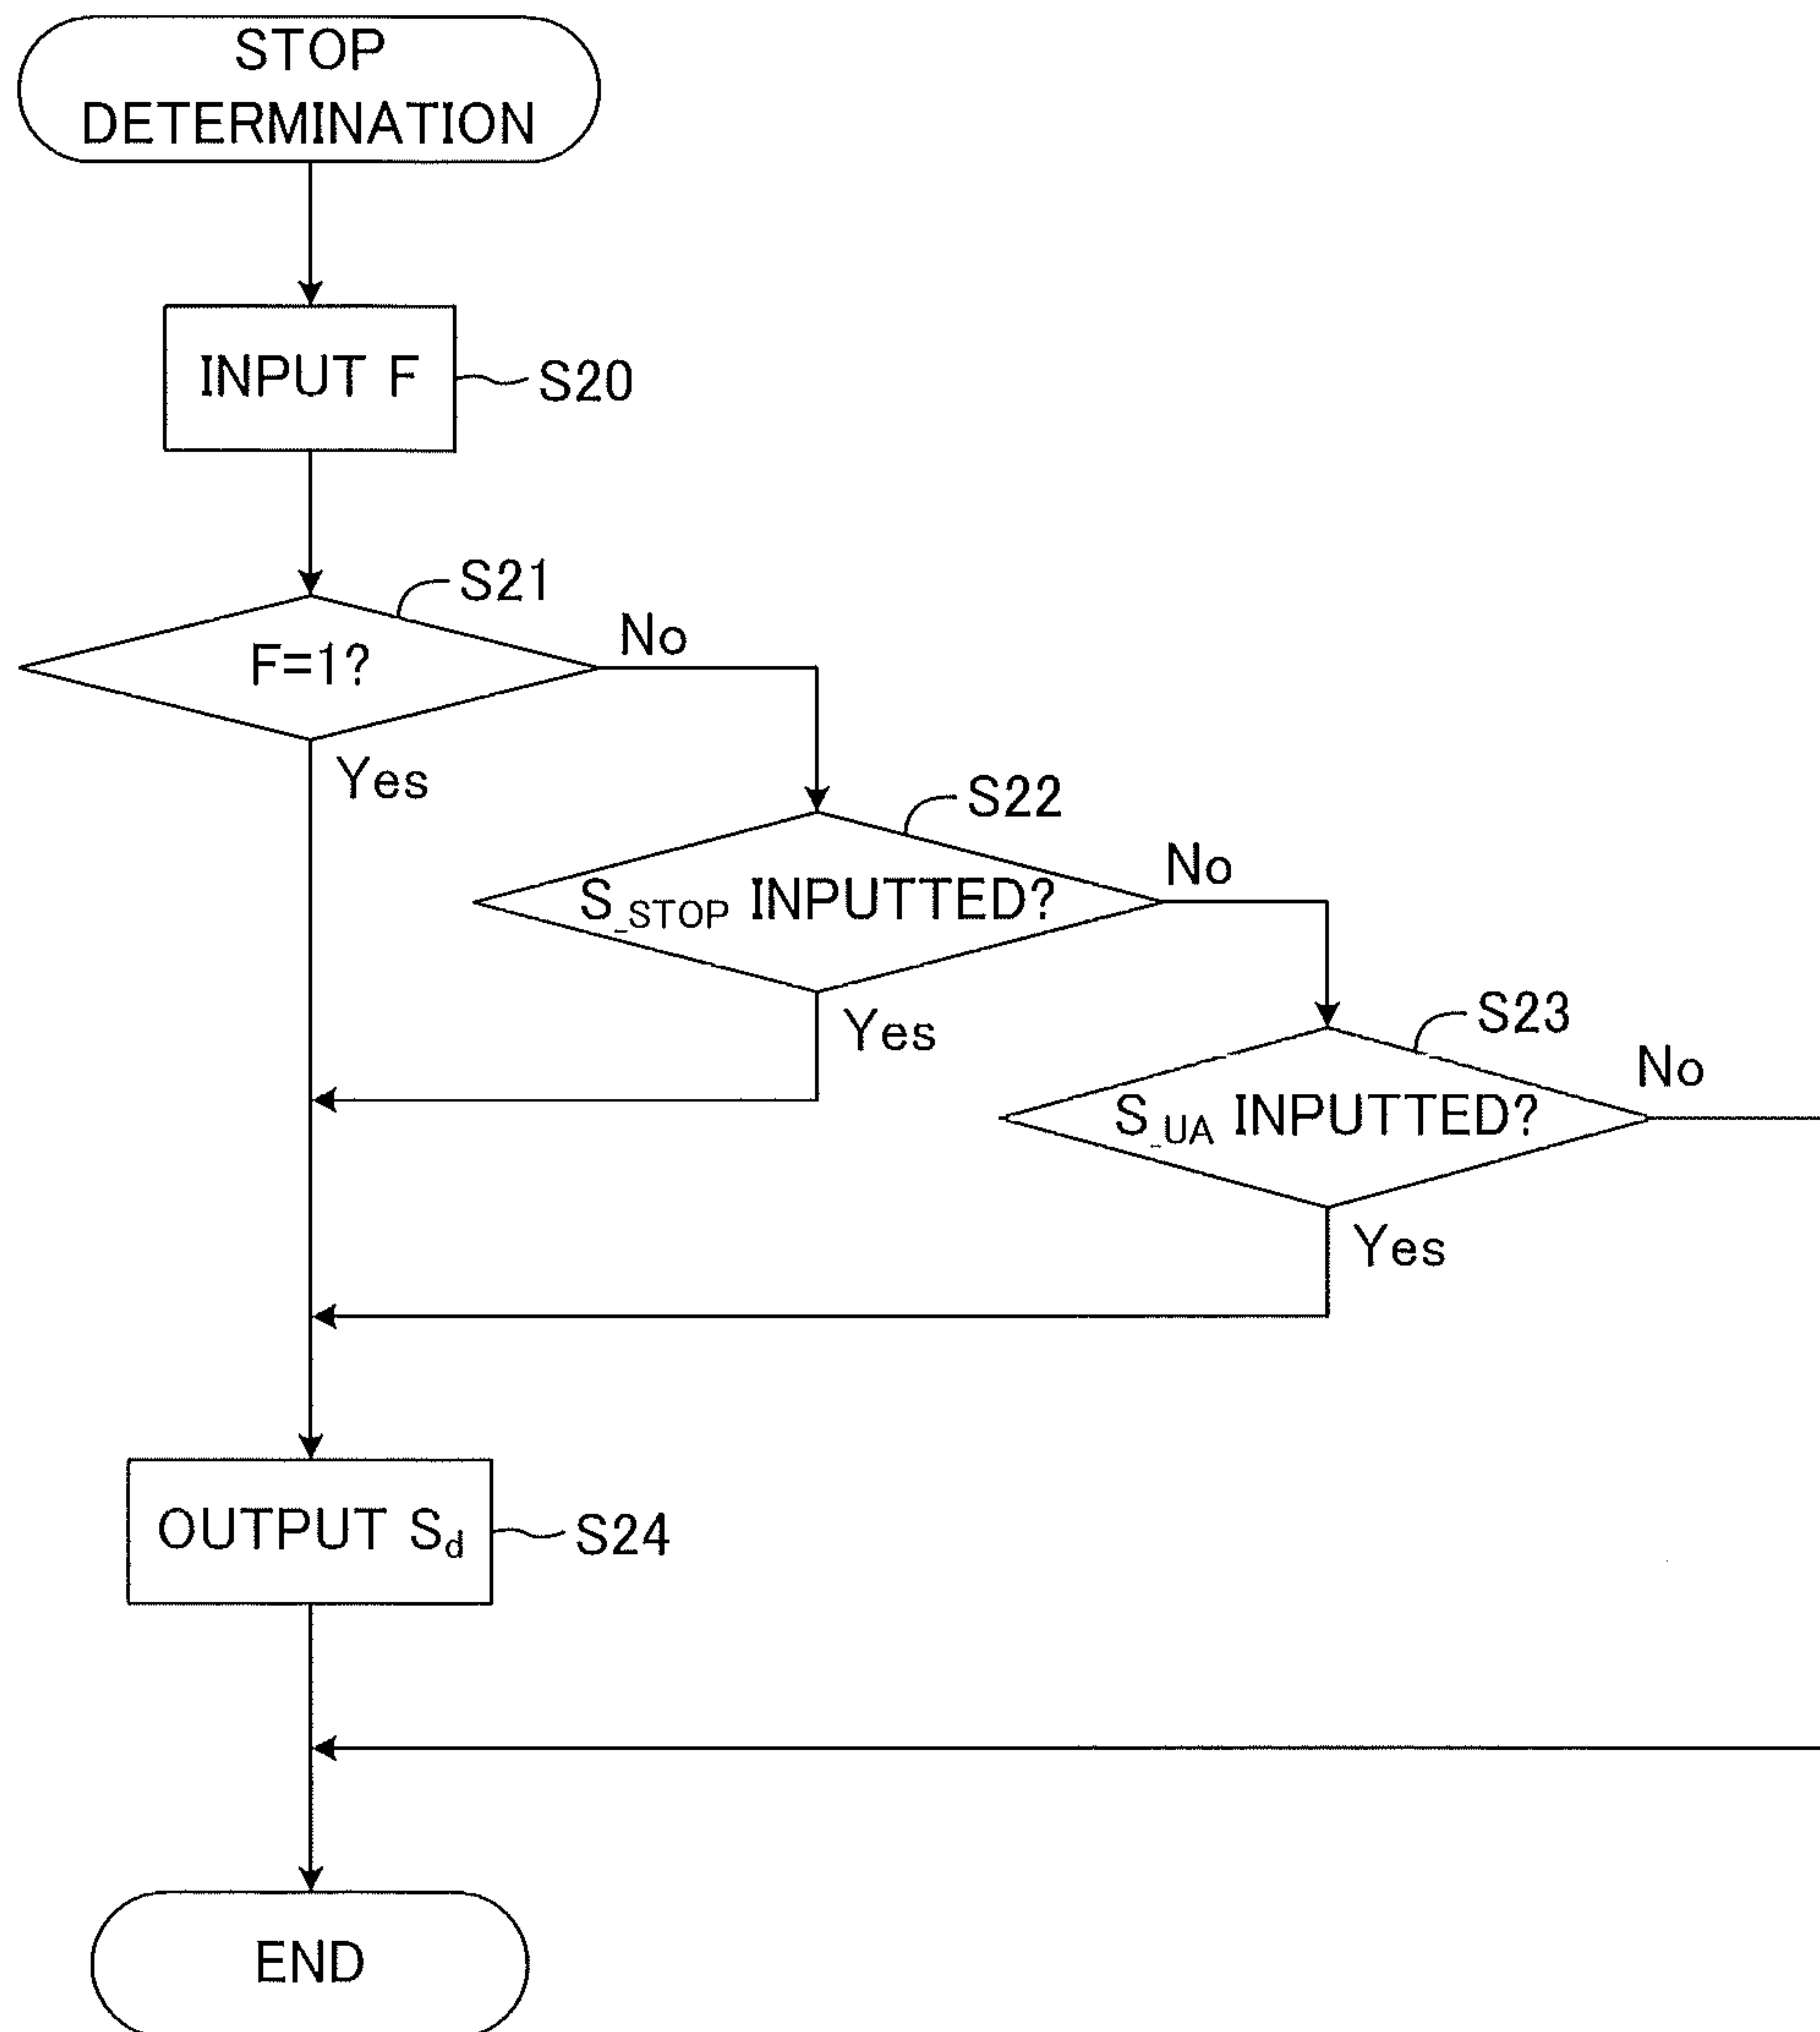 STOP
DETERMINATION
INPUT F
S20
S21
F=1?
No
Yes
S22
S_STOP INPUTTED?
No
Yes
S23
S_UA INPUTTED?
No
Yes
OUTPUT Sd
S24
END